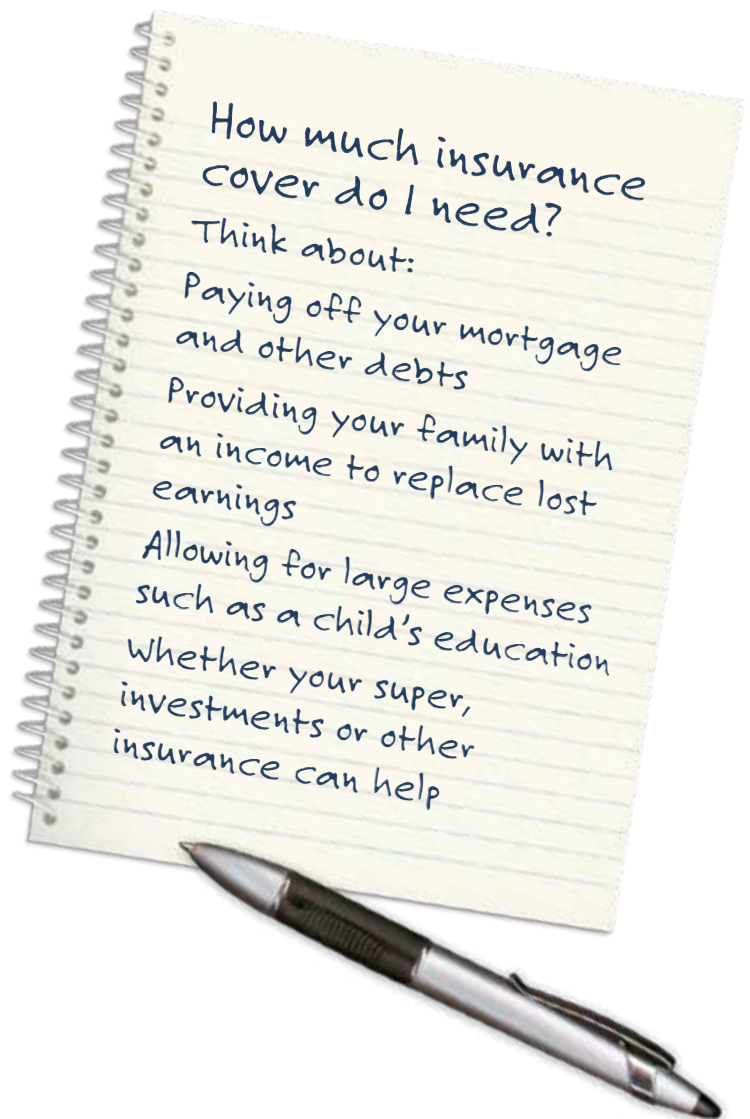 How much insurance
cover do I need?
Think about:
Paying off your mortgage
and other debts
Providing your family with
an income to replace lost
earnings
Allowing for large expenses
such as a child's education
Whether your super,
investments or other
insurance can help